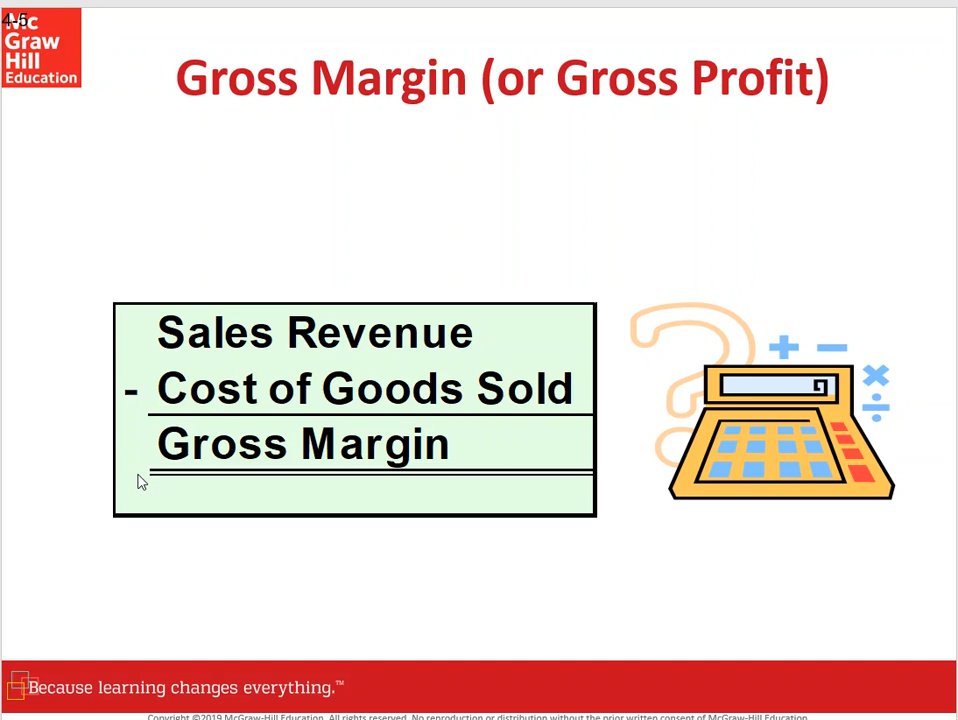 4-5
Mc
Graw
Hill
Education
Gross Margin (or Gross Profit)
Sales Revenue
- Cost of Goods Sold
Gross Margin
+ −
×
÷
Because learning changes everything.™
Copyright ©2019 McGraw-Hill Education. All rights reserved. No reproduction or distribution without the prior written consent of McGraw-Hill Education.